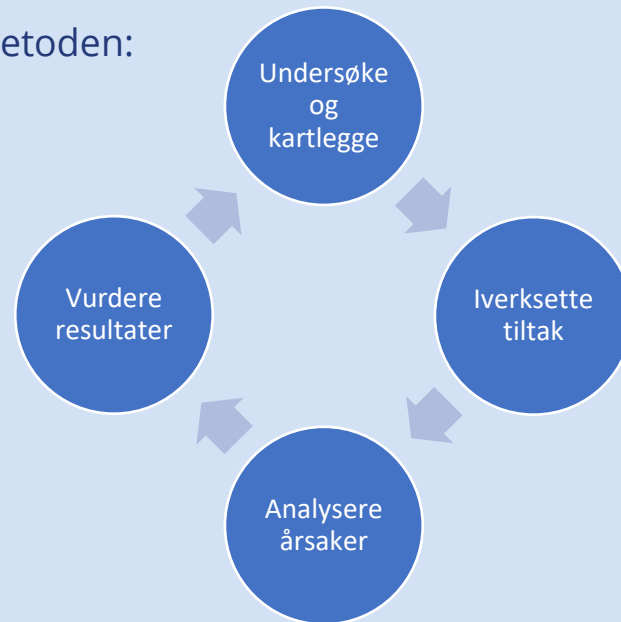 etoden:
Undersøke
og
kartlegge
Iverksette
tiltak
Analysere
årsaker
Vurdere
resultater